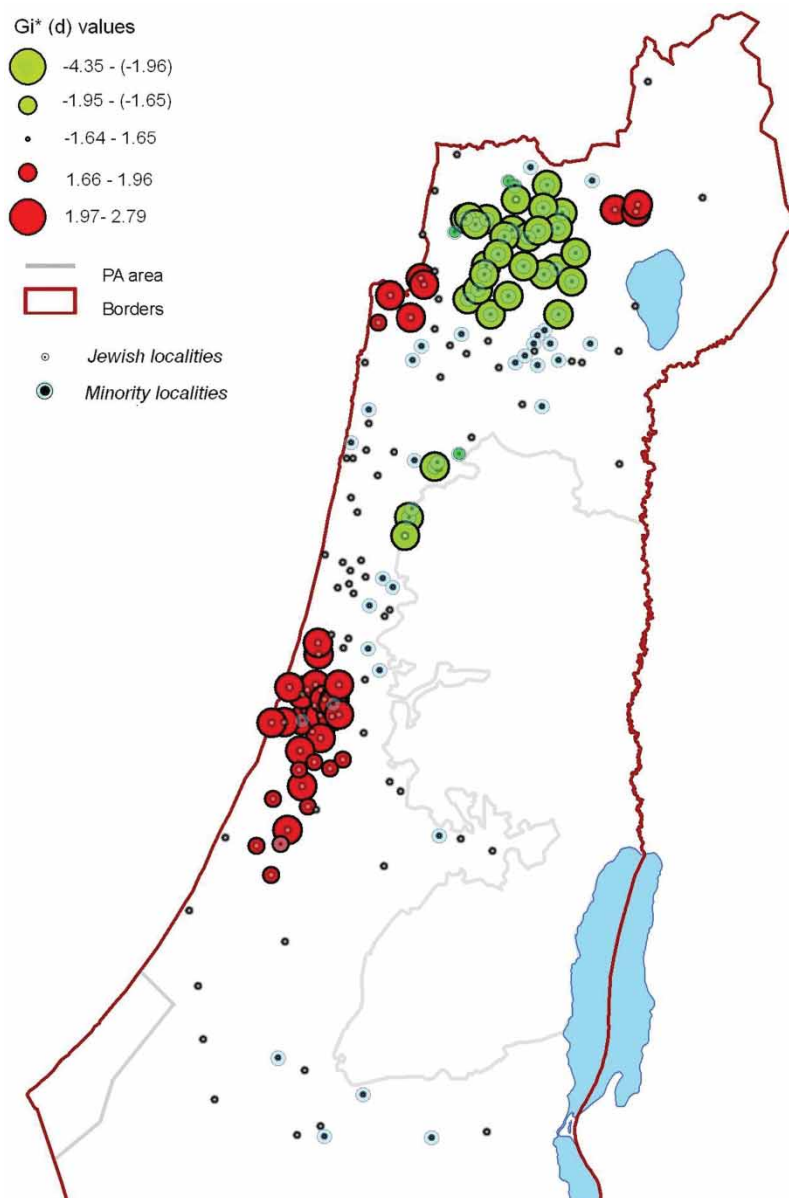 Gi* (d) values
-4.35 - (-1.96)
-1.95 - (-1.65)
-1.64 - 1.65
1.66 - 1.96
1.97- 2.79
PA area
Borders
Jewish localities
Minority localities